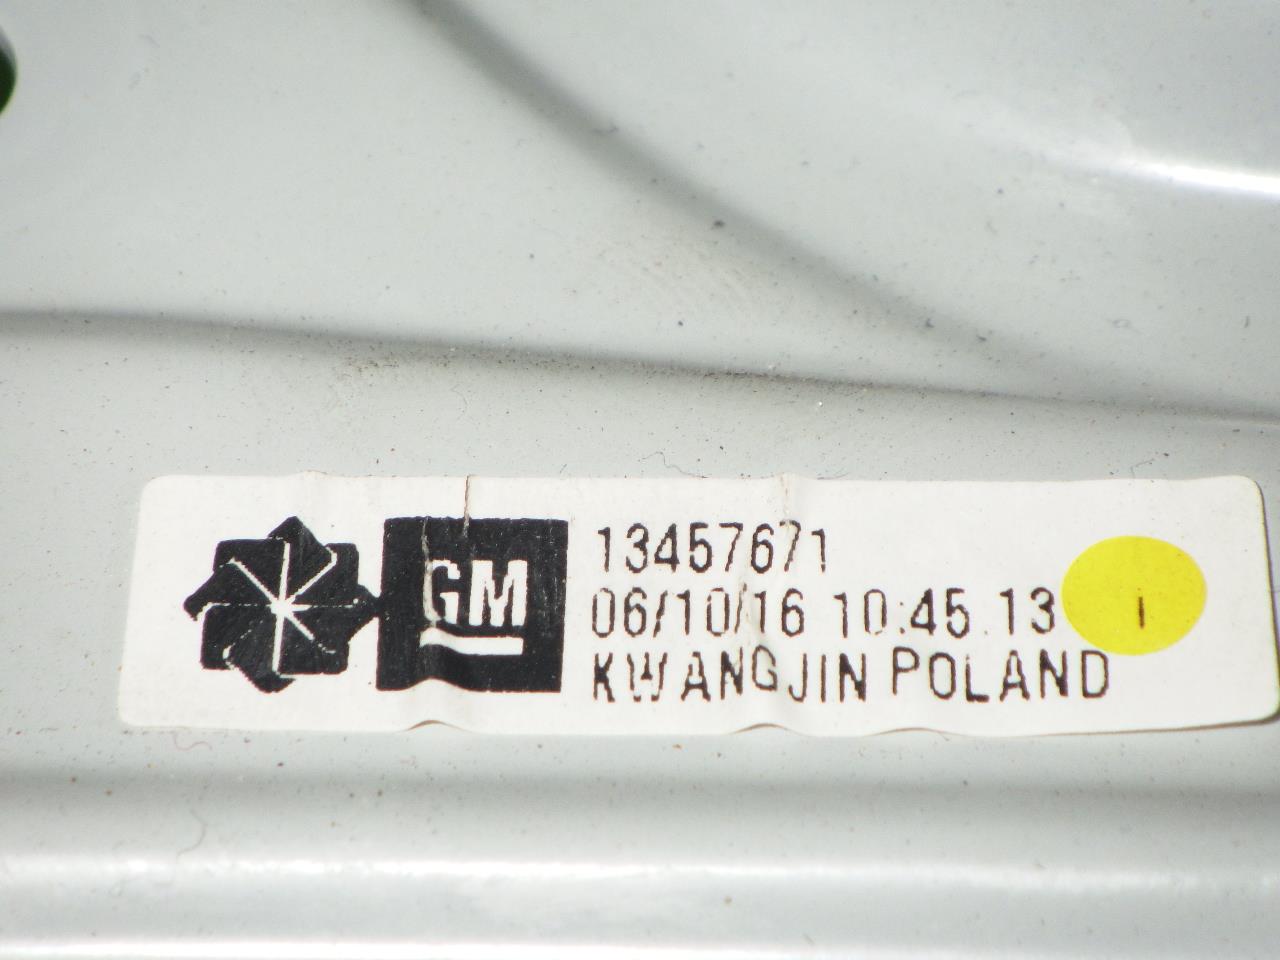 GM
13457671
06/10/16 10:45.13
KWANGJIN POLAND